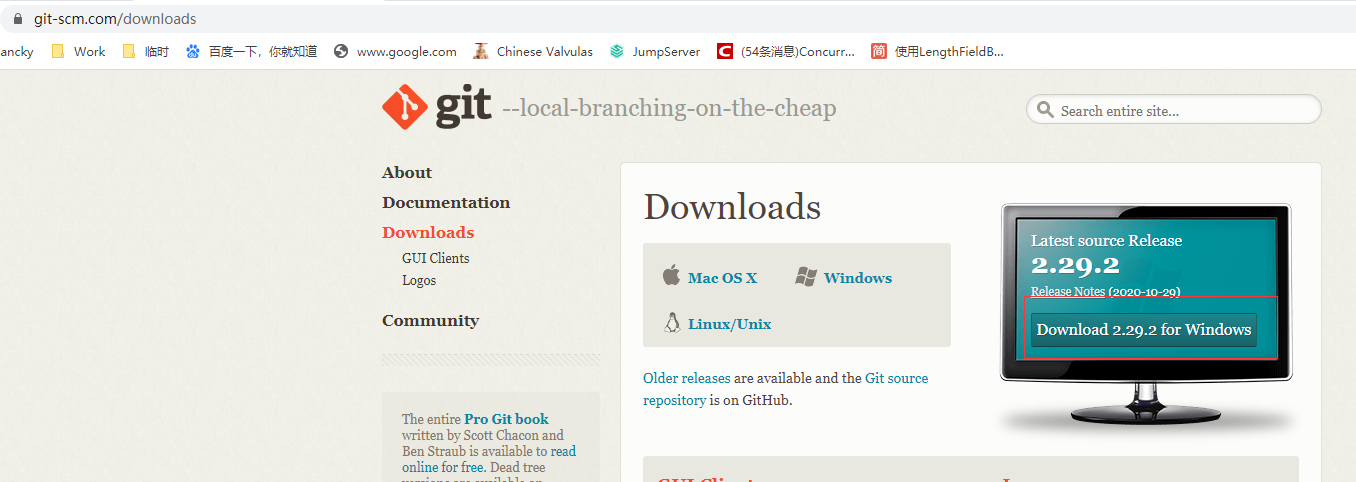 git-scm.com/downloads
ancky Work 临时 百度一下，你就知道 www.google.com Chinese Valvulas JumpServer (54条消息)Concurr... 使用LengthFieldB...
git --local-branching-on-the-cheap
Search entire site...
About
Documentation
Downloads
GUI Clients
Logos
Community
The entire Pro Git book
written by Scott Chacon and
Ben Straub is available to read
online for free. Dead tree
Downloads
Mac OS X Windows
Linux/Unix
Older releases are available and the Git source
repository is on GitHub.
Latest source Release
2.29.2
Release Notes (2020-10-29)
Download 2.29.2 for Windows